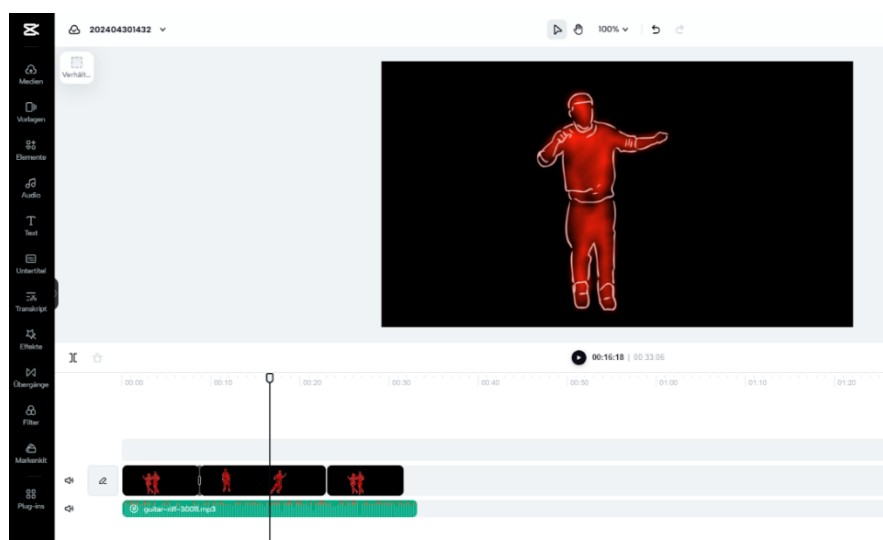 202404301432
100%
Verhält...
Medien
Vorlagen
Elemente
Audio
Text
Untertitel
Transkript
Effekte
Übergänge
Filter
Markenkit
Plug-ins
00:16:18 | 00:33:06
00:00 00:10 00:20 00:30 00:40 00:50 01:00 01:10 01:20
guitar-riff-30011.mp3